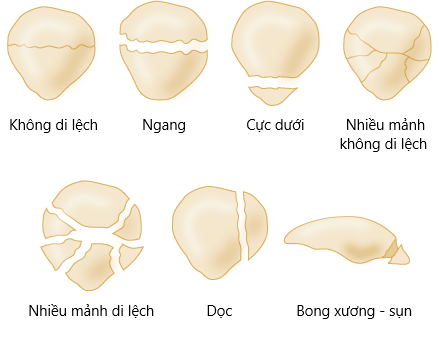 Không di lệch
Ngang
Cực dưới
Nhiều mảnh
không di lệch
Nhiều mảnh di lệch
Dọc
Bong xương - sụn